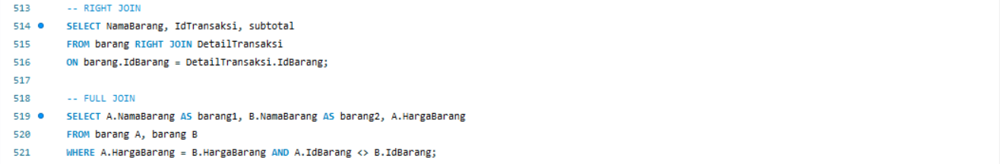 513 -- RIGHT JOIN
514 SELECT NamaBarang, IdTransaksi, subtotal
515 FROM barang RIGHT JOIN DetailTransaksi
516 ON barang.IdBarang = DetailTransaksi.IdBarang;
517
518 -- FULL JOIN
519 SELECT A.NamaBarang AS barang1, B.NamaBarang AS barang2, A.HargaBarang
520 FROM barang A, barang B
521 WHERE A.HargaBarang = B.HargaBarang AND A.IdBarang <> B.IdBarang;